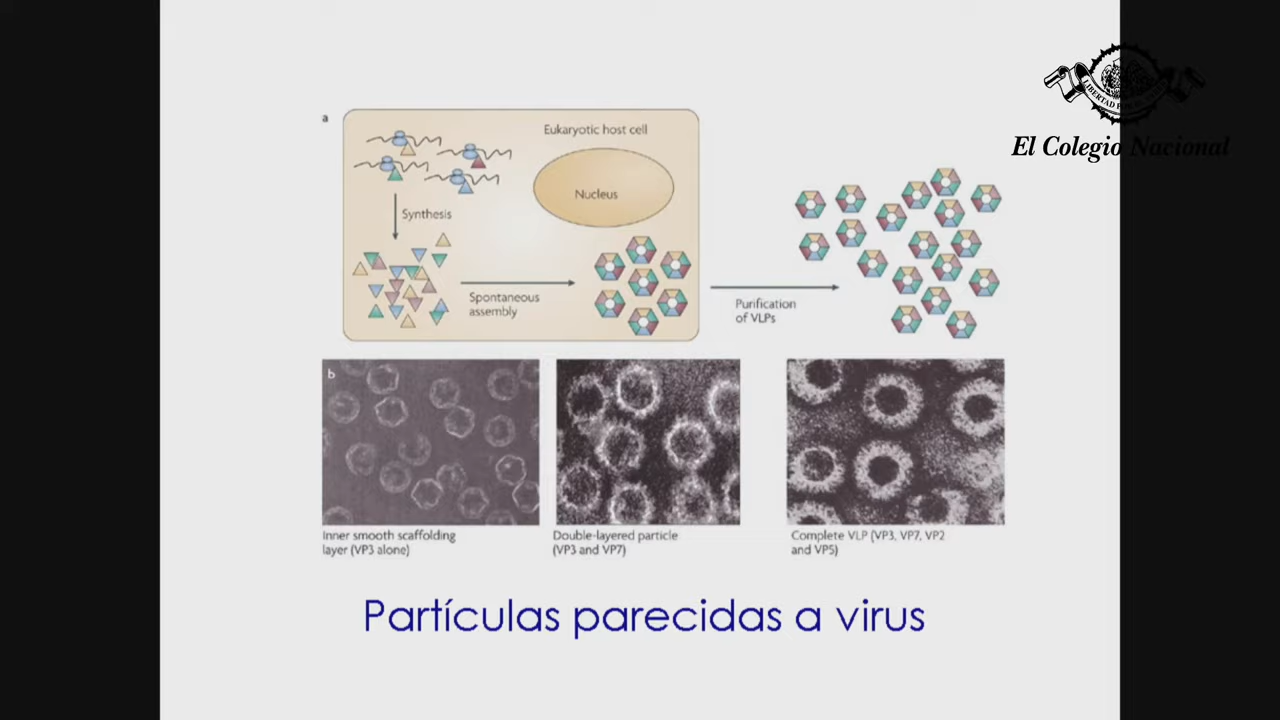 El Colegio Nacional
a
Eukaryotic host cell
Nucleus
Synthesis
Spontaneous
assembly
Purification
of VLPs
b
Inner smooth scaffolding
layer (VP3 alone)
Double-layered particle
(VP3 and VP7)
Complete VLP (VP3, VP7, VP2
and VP5)
Partículas parecidas a virus